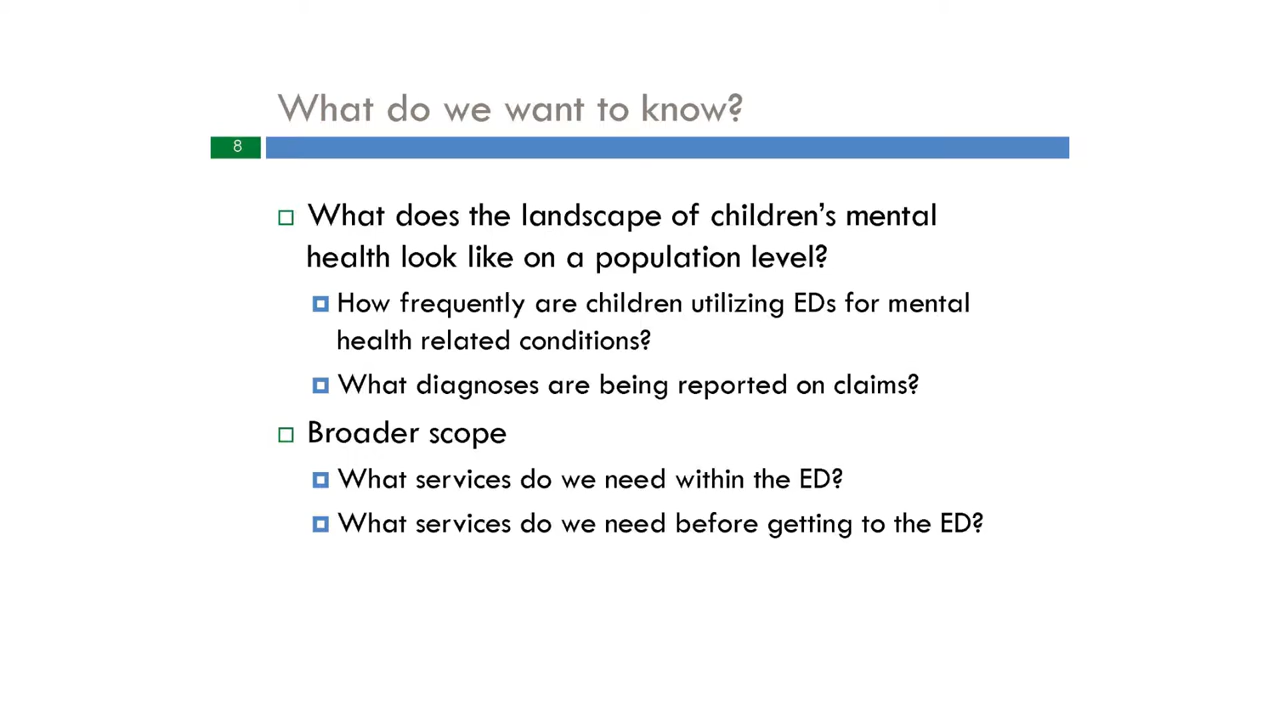 What do we want to know?
8
What does the landscape of children's mental
health look like on a population level?
How frequently are children utilizing EDs for mental
health related conditions?
What diagnoses are being reported on claims?
Broader scope
What services do we need within the ED?
What services do we need before getting to the ED?